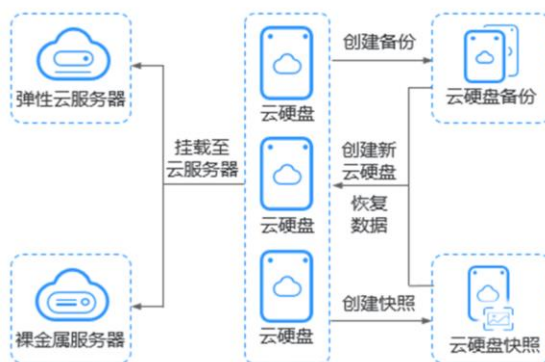 弹性云服务器
裸金属服务器
挂载至
云服务器
云硬盘
云硬盘
云硬盘
创建备份
创建新
云硬盘
恢复
数据
创建快照
云硬盘备份
云硬盘快照